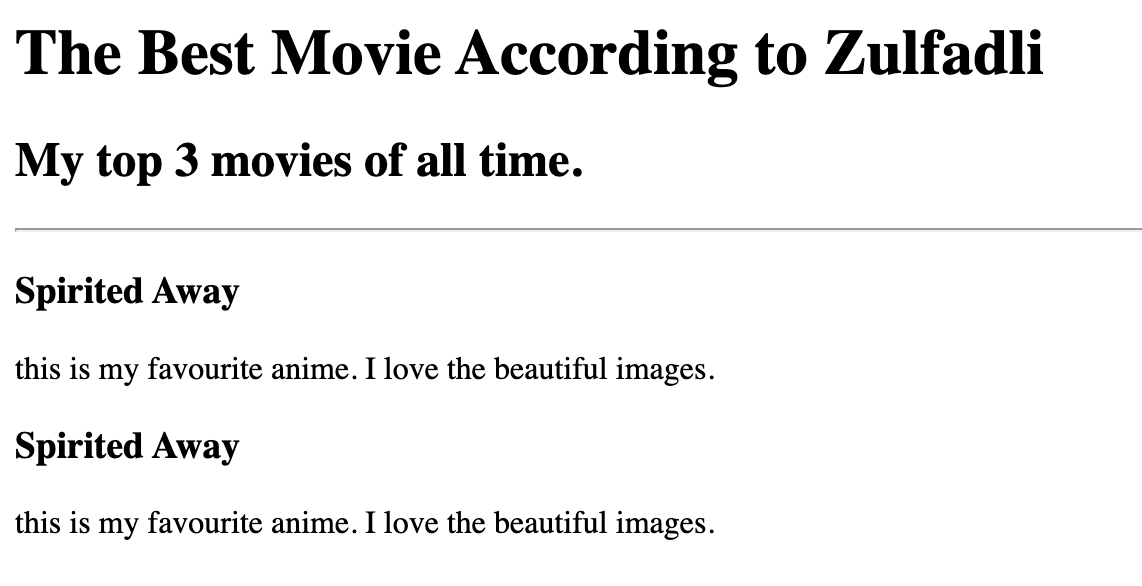 The Best Movie According to Zulfadli
My top 3 movies of all time.
Spirited Away
this is my favourite anime. I love the beautiful images.
Spirited Away
this is my favourite anime. I love the beautiful images.